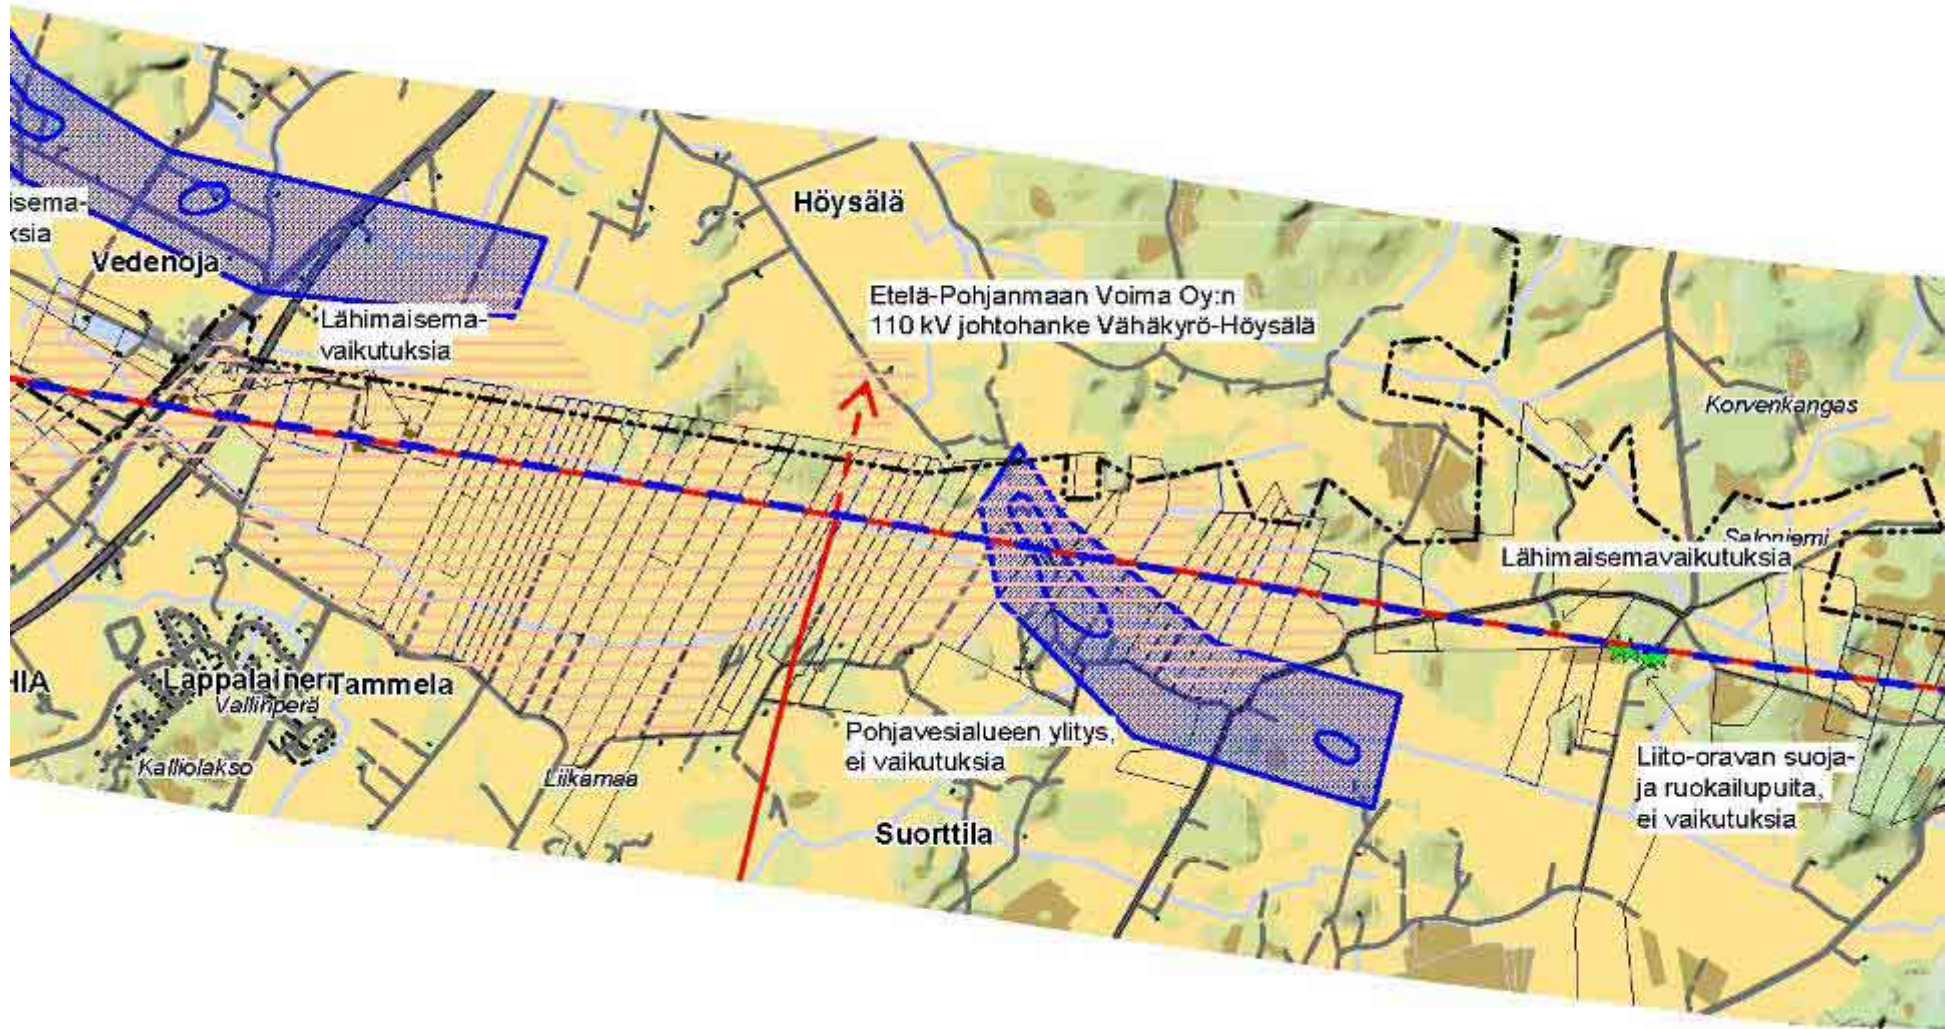 isema-
ksia
Vedenoja
Lähimaisema-
vaikutuksia
Höysälä
Etelä-Pohjanmaan Voima Oy:n
110 kV johtohanke Vähäkyrö-Höysälä
Korvenkangas
Saloniemi
Lähimaisemavaikutuksia
HIA
Lappalainen
Tammela
Vallinperä
Kalliolakso
Liikamaa
Pohjavesialueen ylitys,
ei vaikutuksia
Suorttila
Liito-oravan suoja-
ja ruokailupuita,
ei vaikutuksia